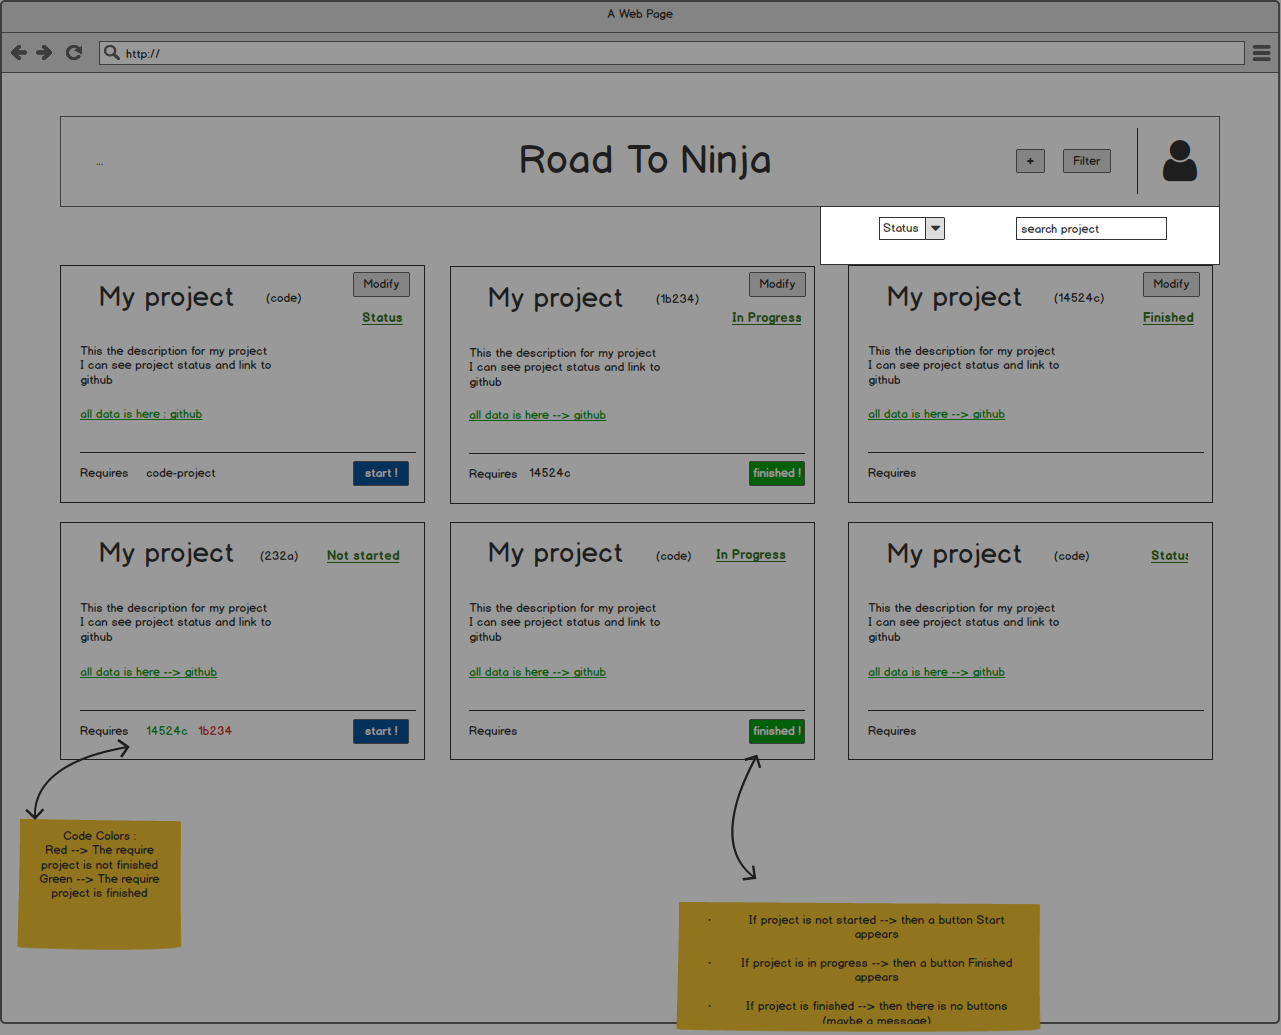 A Web Page
http://
...
Road To Ninja
+
Filter
Status
search project
My project
(code)
Modify
Status
This the description for my project
I can see project status and link to
github
all data is here : github
Requires
code-project
start !
My project
(1b234)
Modify
In Progress
This the description for my project
I can see project status and link to
github
all data is here --> github
Requires
14524c
finished !
My project
(14524c)
Modify
Finished
This the description for my project
I can see project status and link to
github
all data is here --> github
Requires
My project
(232a)
Not started
This the description for my project
I can see project status and link to
github
all data is here --> github
Requires
14524c
1b234
start !
My project
(code)
In Progress
This the description for my project
I can see project status and link to
github
all data is here --> github
Requires
finished !
My project
(code)
Status
This the description for my project
I can see project status and link to
github
all data is here --> github
Requires
Code Colors :
Red --> The require
project is not finished
Green --> The require
project is finished
· If project is not started --> then a button Start
appears
· If project is in progress --> then a button Finished
appears
· If project is finished --> then there is no buttons
(maybe a message)